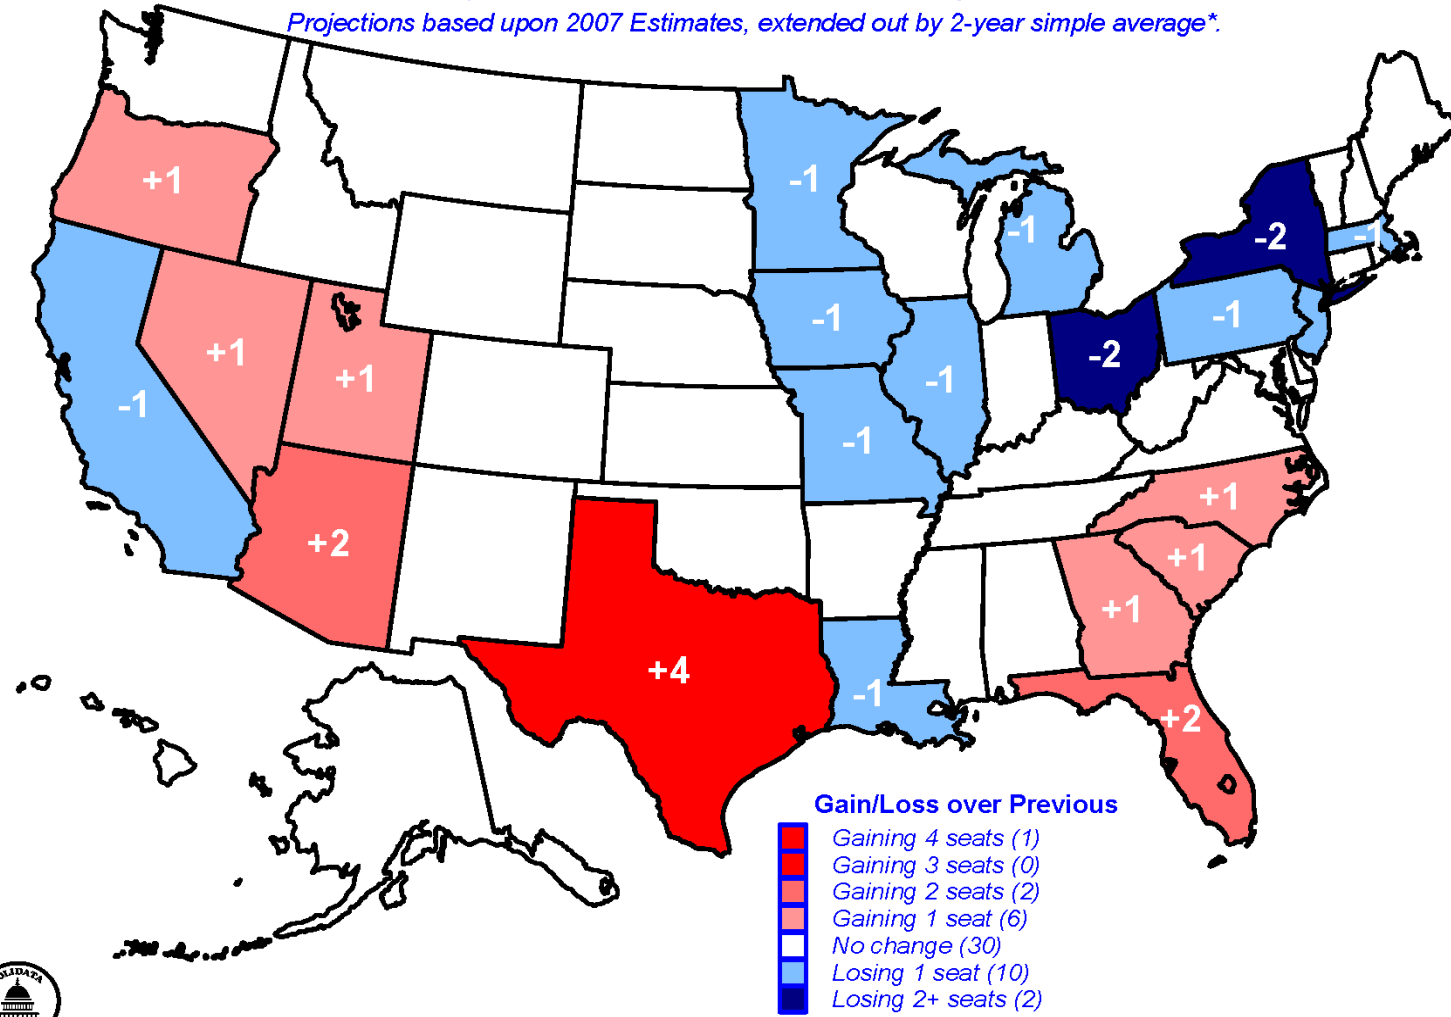 Projections based upon 2007 Estimates, extended out by 2-year simple average*.
+1
-1
-1
-1
-2
-1
+1
+1
-1
-1
-2
-1
-1
-1
+2
+1
+1
+1
+4
-1
+2
Gain/Loss over Previous
Gaining 4 seats (1)
Gaining 3 seats (0)
Gaining 2 seats (2)
Gaining 1 seat (6)
No change (30)
Losing 1 seat (10)
Losing 2+ seats (2)